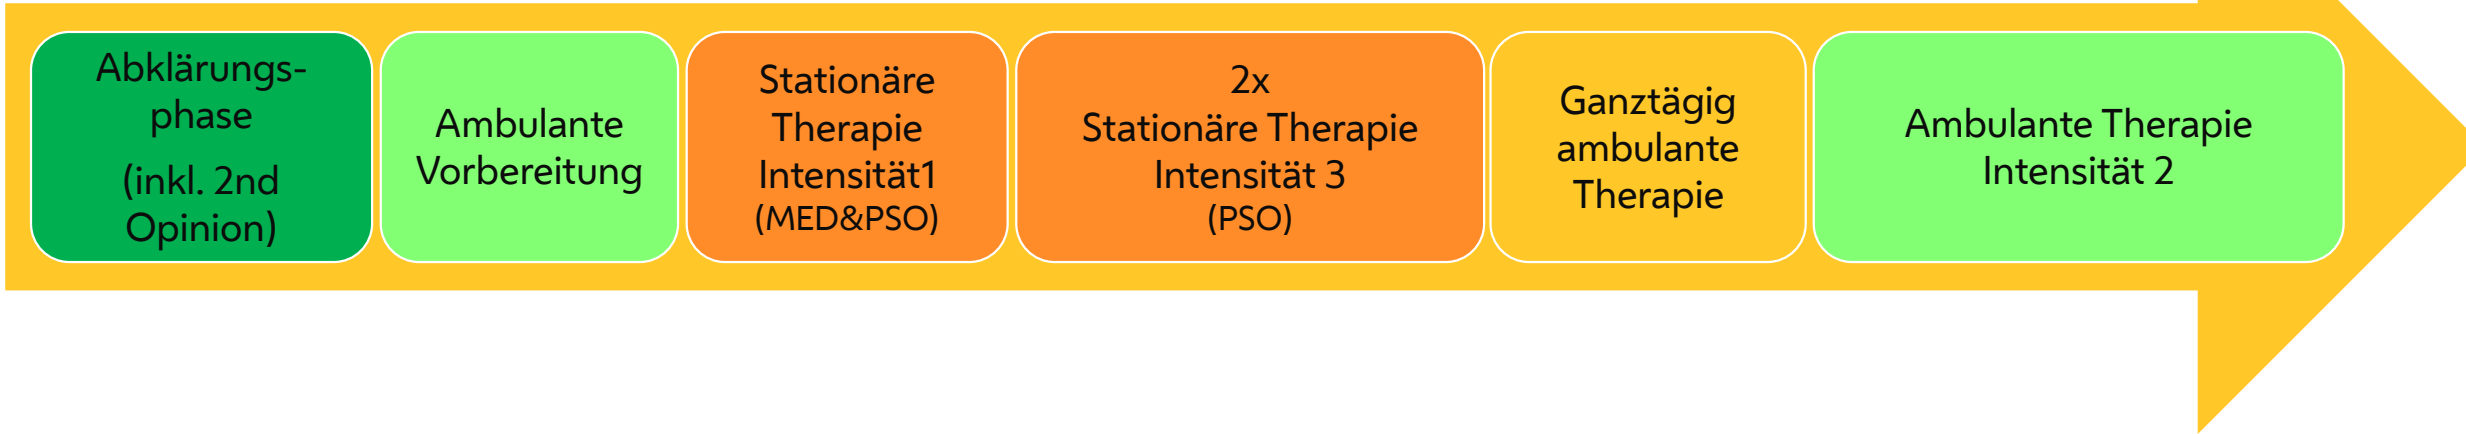 Abklärungs-
phase
(inkl. 2nd
Opinion)
Ambulante
Vorbereitung
Stationäre
Therapie
Intensität1
(MED&PSO)
2x
Stationäre Therapie
Intensität 3
(PSO)
Ganztägig
ambulante
Therapie
Ambulante Therapie
Intensität 2